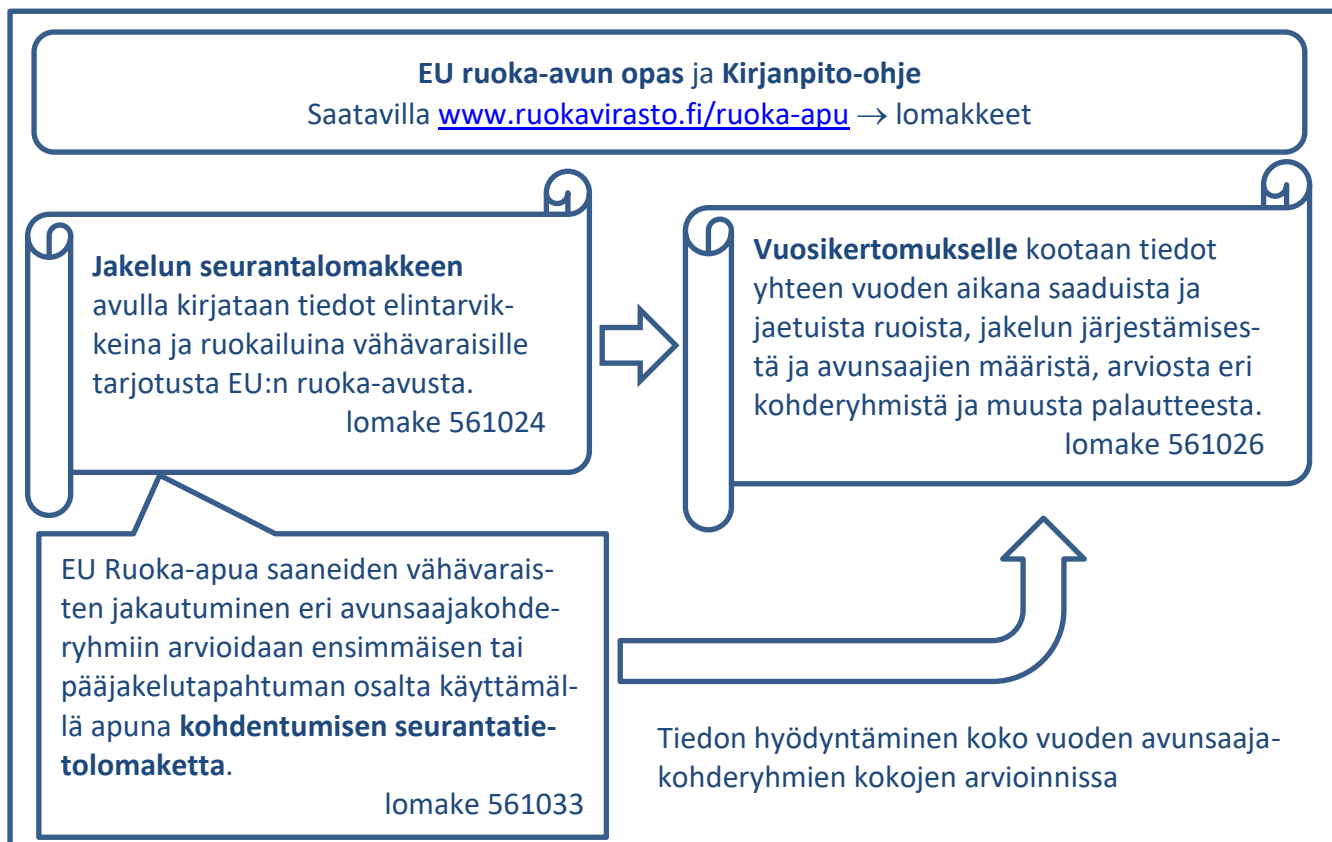 EU ruoka-avun opas ja Kirjanpito-ohje
Saatavilla www.ruokavirasto.fi/ruoka-apu → lomakkeet
Jakelun seurantalomakkeen
avulla kirjataan tiedot elintarvik-
keina ja ruokailuina vähävaraisille
tarjotusta EU:n ruoka-avusta.
lomake 561024
Vuosikertomukselle kootaan tiedot
yhteen vuoden aikana saaduista ja
jaetuista ruoista, jakelun järjestämises-
tä ja avunsaajien määristä, arviosta eri
kohderyhmistä ja muusta palautteesta.
lomake 561026
EU Ruoka-apua saaneiden vähävarais-
ten jakautuminen eri avunsaajakohde-
ryhmiin arvioidaan ensimmäisen tai
pääjakelutapahtuman osalta käyttämäl-
lä apuna kohdentumisen seurantatie-
tolomaketta.
lomake 561033
Tiedon hyödyntäminen koko vuoden avunsaaja-
kohderyhmien kokojen arvioinnissa